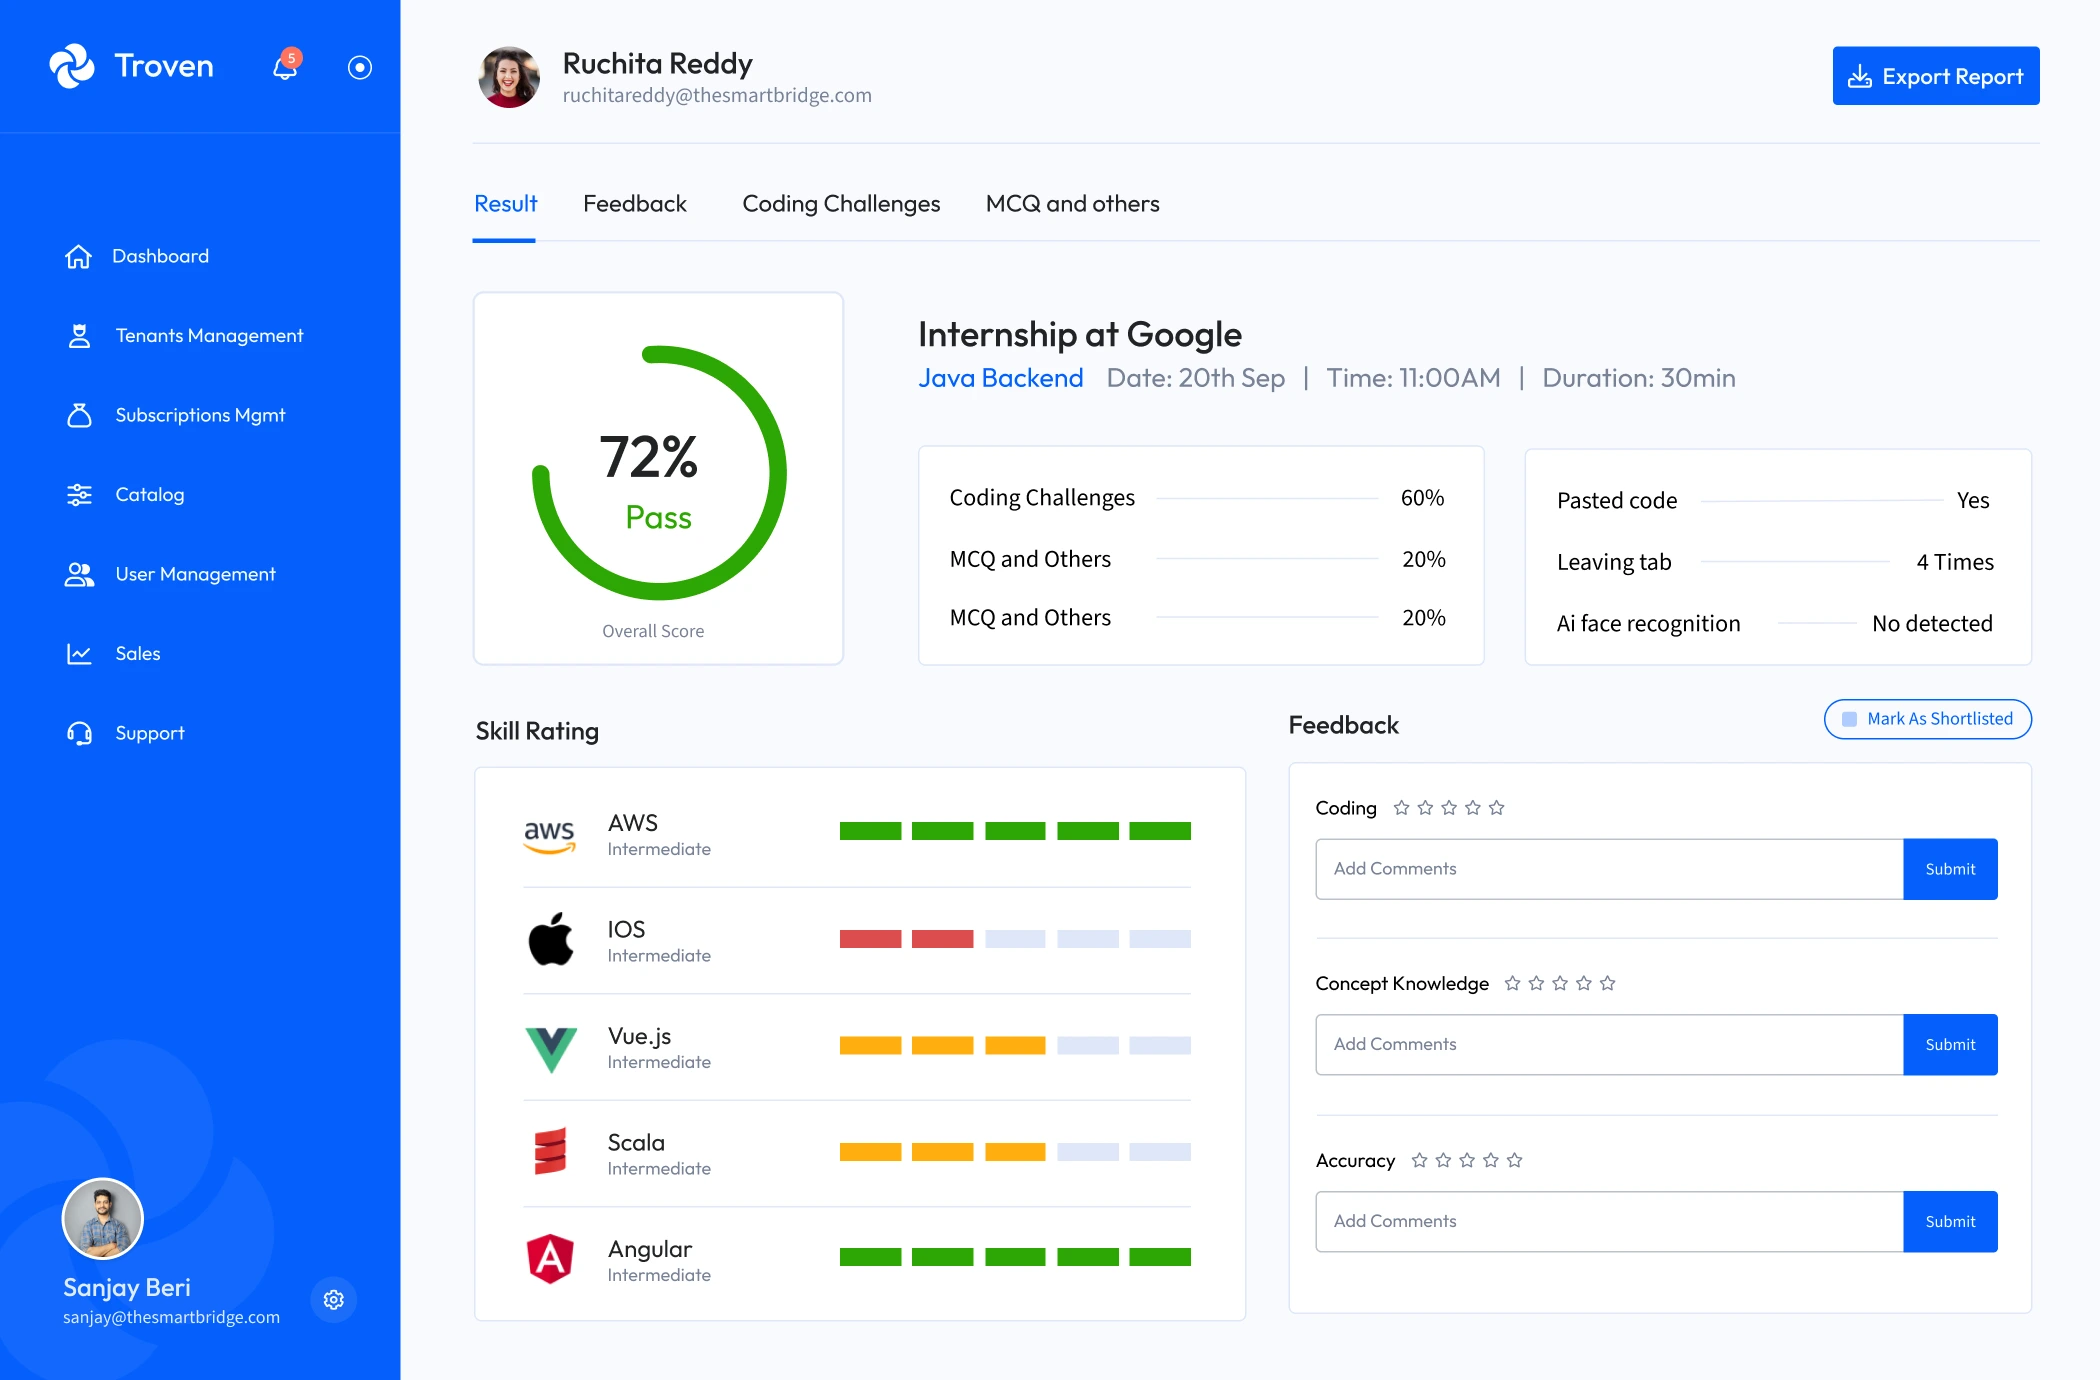 Troven
5
Dashboard
Tenants Management
Subscriptions Mgmt
Catalog
User Management
Sales
Support
Sanjay Beri
sanjay@thesmartbridge.com
Ruchita Reddy
ruchitareddy@thesmartbridge.com
Export Report
Result Feedback Coding Challenges MCQ and others
72%
Pass
Overall Score
Internship at Google
Java Backend Date: 20th Sep | Time: 11:00AM | Duration: 30min
Coding Challenges 60%
MCQ and Others 20%
MCQ and Others 20%
Pasted code Yes
Leaving tab 4 Times
Ai face recognition No detected
Skill Rating
aws AWS
Intermediate
IOS
Intermediate
Vue.js
Intermediate
Scala
Intermediate
A Angular
Intermediate
Feedback
Mark As Shortlisted
Coding
Add Comments Submit
Concept Knowledge
Add Comments Submit
Accuracy
Add Comments Submit